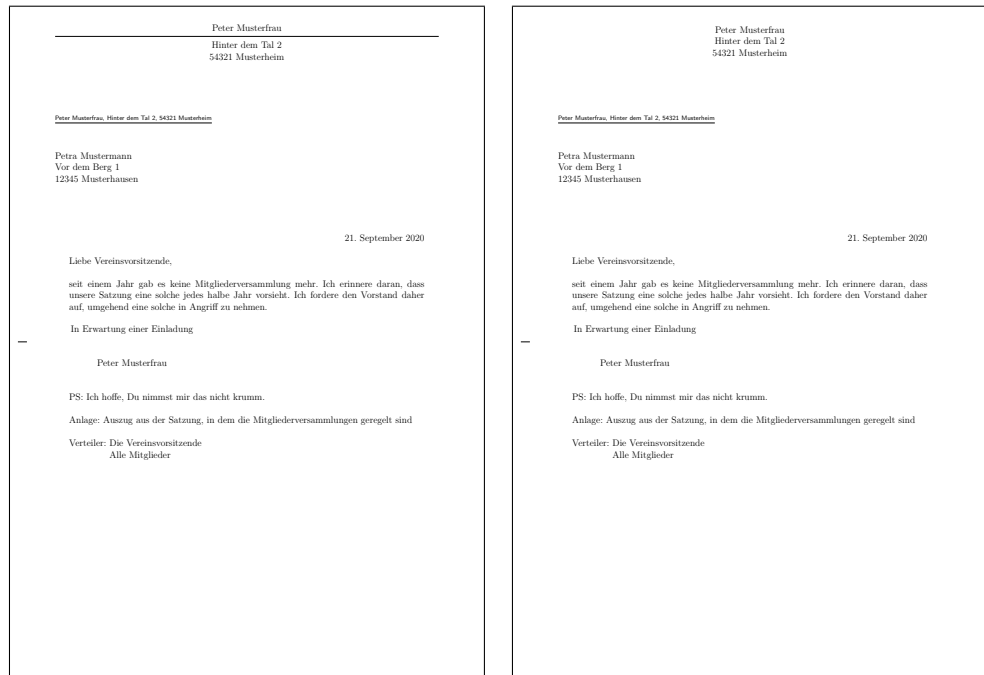 Peter Musterfrau
Hinter dem Tal 2
54321 Musterheim
Peter Musterfrau, Hinter dem Tal 2, 54321 Musterheim
Petra Mustermann
Vor dem Berg 1
12345 Musterhausen
21. September 2020
Liebe Vereinsvorsitzende,
seit einem Jahr gab es keine Mitgliederversammlung mehr. Ich erinnere daran, dass
unsere Satzung eine solche jedes halbe Jahr vorsieht. Ich fordere den Vorstand daher
auf, umgehend eine solche in Angriff zu nehmen.
In Erwartung einer Einladung
Peter Musterfrau
PS: Ich hoffe, Du nimmst mir das nicht krumm.
Anlage: Auszug aus der Satzung, in dem die Mitgliederversammlungen geregelt sind
Verteiler: Die Vereinsvorsitzende
Alle Mitglieder
Peter Musterfrau
Hinter dem Tal 2
54321 Musterheim
Peter Musterfrau, Hinter dem Tal 2, 54321 Musterheim
Petra Mustermann
Vor dem Berg 1
12345 Musterhausen
21. September 2020
Liebe Vereinsvorsitzende,
seit einem Jahr gab es keine Mitgliederversammlung mehr. Ich erinnere daran, dass
unsere Satzung eine solche jedes halbe Jahr vorsieht. Ich fordere den Vorstand daher
auf, umgehend eine solche in Angriff zu nehmen.
In Erwartung einer Einladung
Peter Musterfrau
PS: Ich hoffe, Du nimmst mir das nicht krumm.
Anlage: Auszug aus der Satzung, in dem die Mitgliederversammlungen geregelt sind
Verteiler: Die Vereinsvorsitzende
Alle Mitglieder